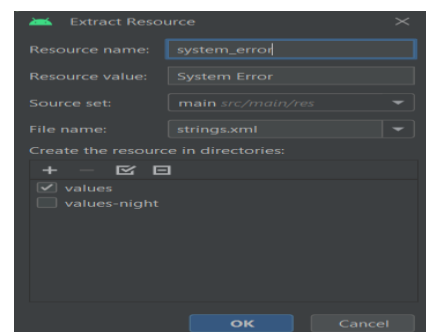 Extract Resource
Resource name: system_error
Resource value: System Error
Source set: main src/main/res
File name: strings.xml
Create the resource in directories:
values
values-night
OK Cancel